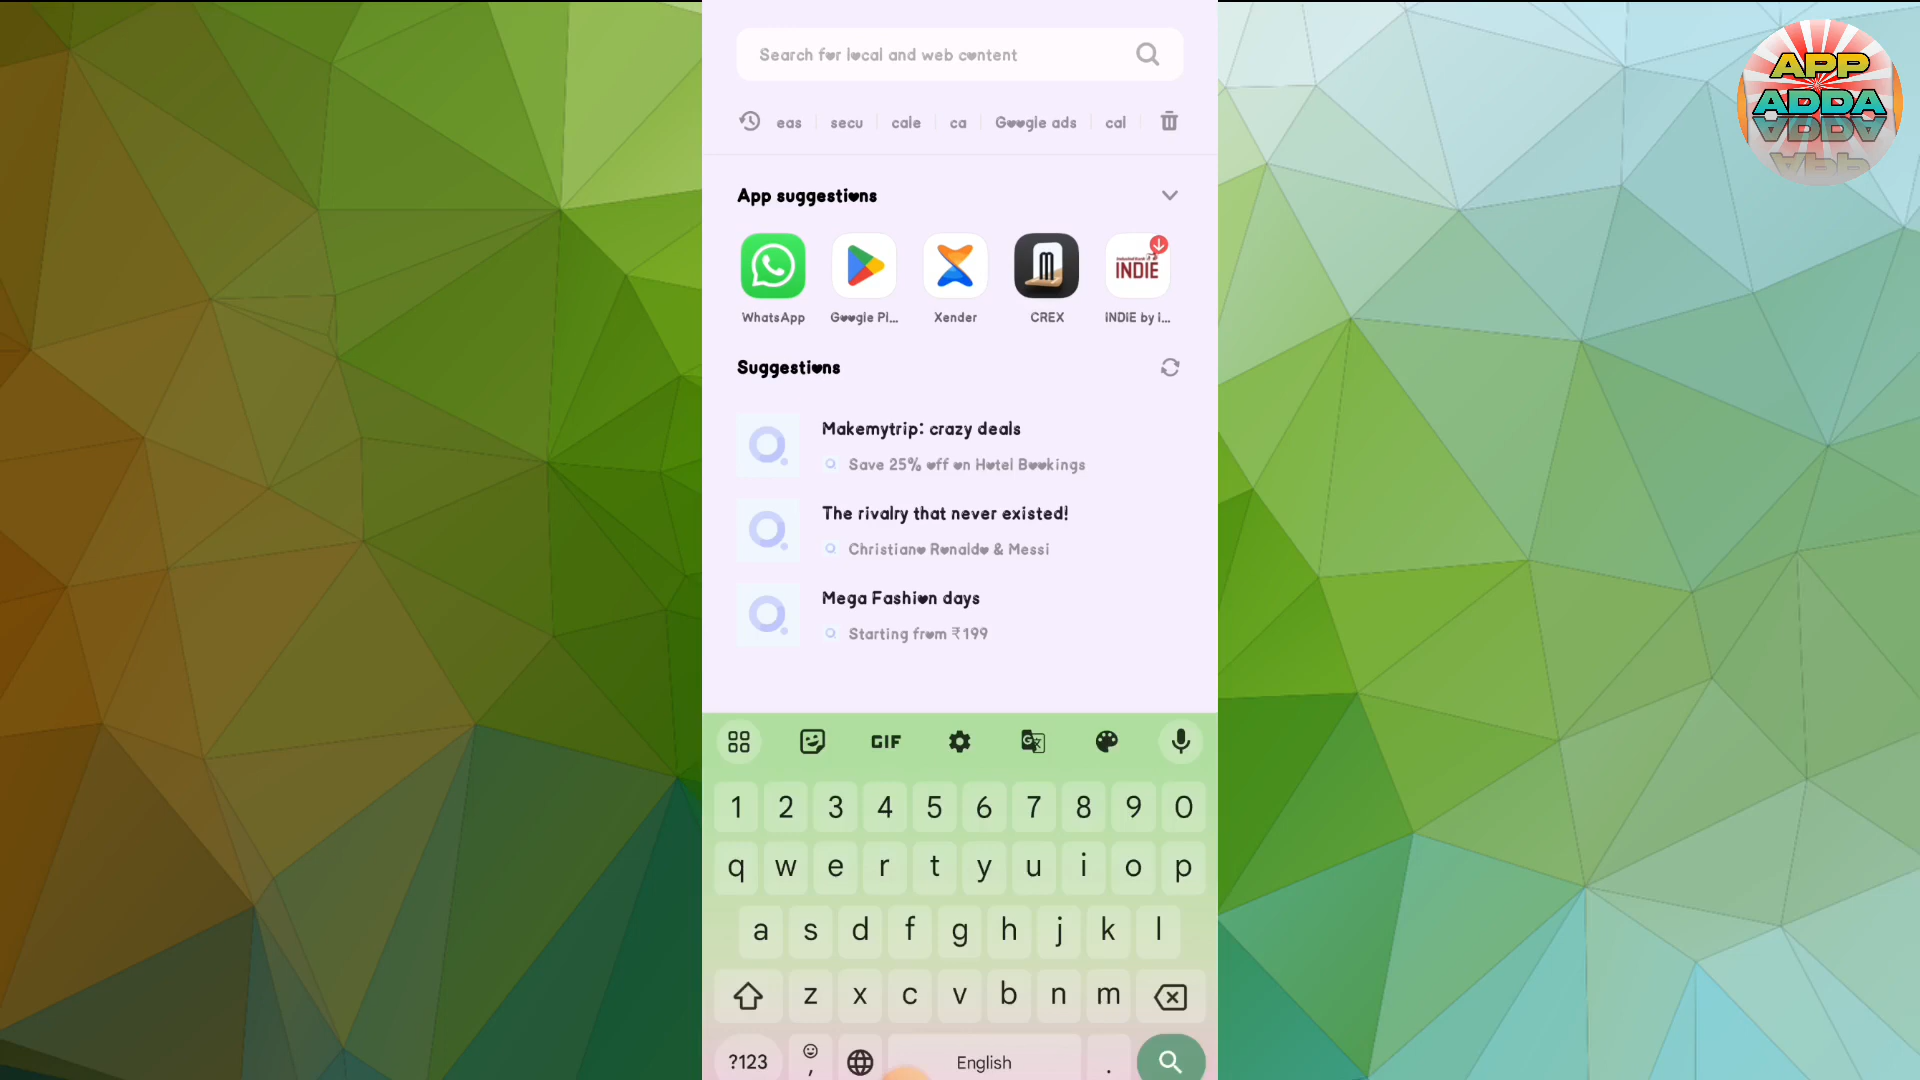 Search for local and web content
eas secu cale ca Google ads cal
App suggestions
WhatsApp Google Pl... Xender CREX iNDiE by i...
INDIE
Suggestions
Makemytrip: crazy deals
Save 25% off on Hotel Bookings
The rivalry that never existed!
Christiano Ronaldo & Messi
Mega Fashion days
Starting from ₹199
GIF
1 2 3 4 5 6 7 8 9 0
q w e r t y u i o p
a s d f g h j k l
z x c v b n m
?123 , English .
APP
ADDA